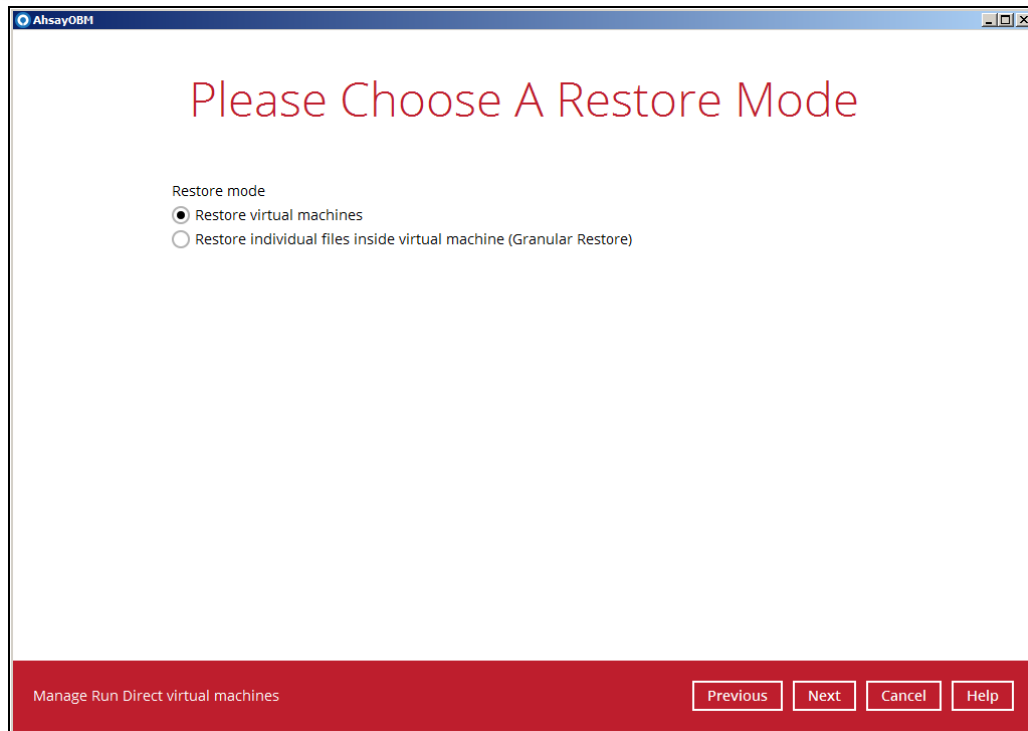 AhsayOBM
Please Choose A Restore Mode
Restore mode
Restore virtual machines
Restore individual files inside virtual machine (Granular Restore)
Manage Run Direct virtual machines
Previous
Next
Cancel
Help